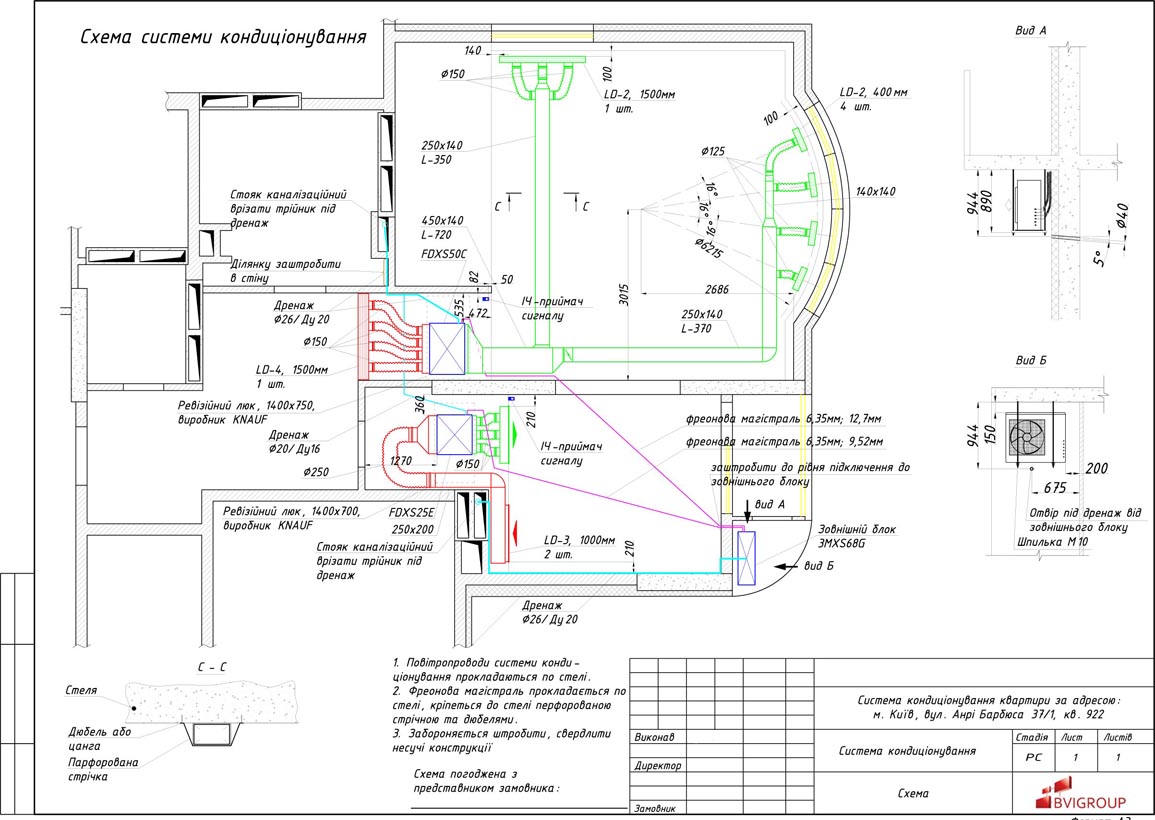 Схема системи кондиціонування
140
100
Ø150
LD-2, 1500мм
1 шт.
LD-2, 400 мм
4 шт.
100
250х140
L-350
Ø125
140х140
16°
16°
16°
Ø6215
С
С
Стояк каналізаційний
врізати трійник під
дренаж
450х140
L-720
FDXS50C
Ділянку заштробити
в стіну
82
50
3015
2686
Дренаж
Ø26/ Ду 20
535
472
ІЧ-приймач
сигналу
250х140
L-370
Ø150
LD-4, 1500мм
1 шт.
Ревізійний люк, 1400х750,
виробник KNAUF
360
210
Дренаж
Ø20/ Ду16
Ø250
1270
Ø150
ІЧ-приймач
сигналу
фреонова магістраль 6,35мм; 12,7мм
фреонова магістраль 6,35мм; 9,52мм
заштробити до рівня підключення до
зовнішнього блоку
Ревізійний люк, 1400х700,
виробник KNAUF
FDXS25E
250х200
Стояк каналізаційний
врізати трійник під
дренаж
LD-3, 1000мм
2 шт.
210
вид А
Зовнішній блок
3MXS68G
вид Б
Дренаж
Ø26/ Ду 20
Вид А
944
890
Ø40
5°
Вид Б
944
150
200
675
Отвір під дренаж від
зовнішнього блоку
Шпилька М10
С - С
Стеля
Дюбель або
цанга
Парфорована
стрічка
1. Повітропроводи системи конди-
ціонування прокладаються по стелі.
2. Фреонова магістраль прокладається по
стелі, кріпеться до стелі перфорованою
стрічною та дюбелями.
3. Забороняється штробити, свердлити
несучі конструкції
Схема погоджена з
представником замовника:
Система кондиціонування квартири за адресою:
м. Київ, вул. Анрі Барбюса 37/1, кв. 922
Виконав
Директор
Замовник
Система кондиціонування
Стадія Лист Листів
РС 1 1
Схема
BVIGROUP